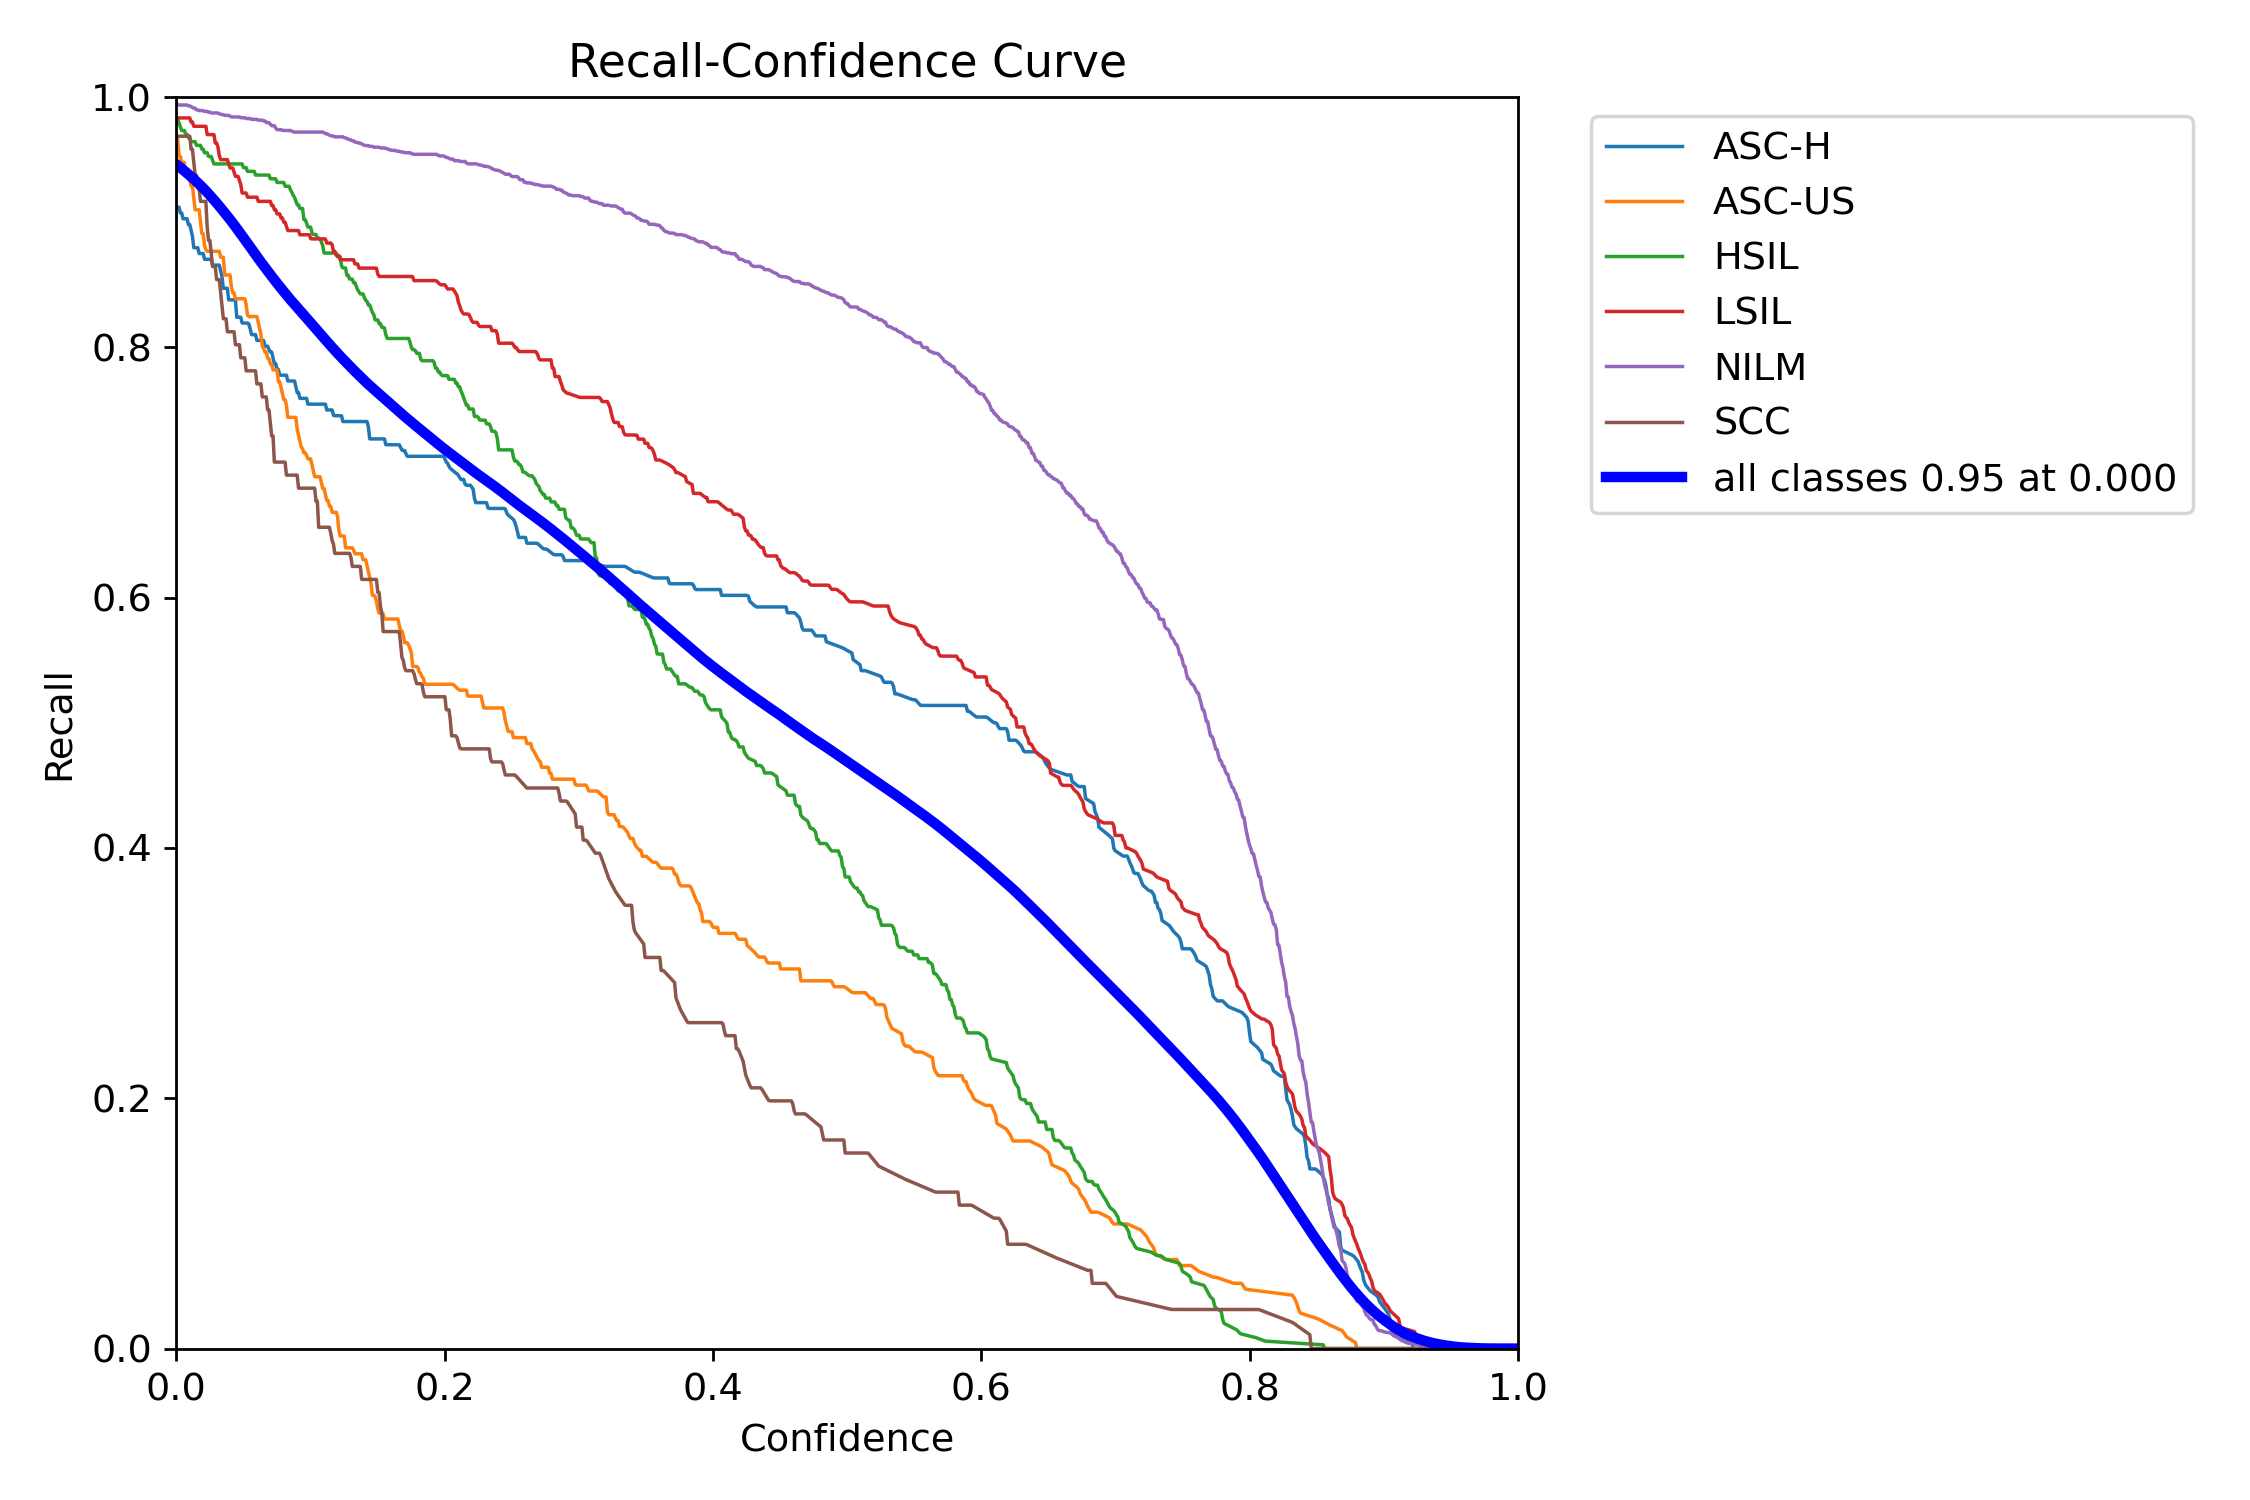 Recall-Confidence Curve
1.0
0.8
0.6
0.4
0.2
0.0
Recall
0.0 0.2 0.4 0.6 0.8 1.0
Confidence
ASC-H
ASC-US
HSIL
LSIL
NILM
SCC
all classes 0.95 at 0.000